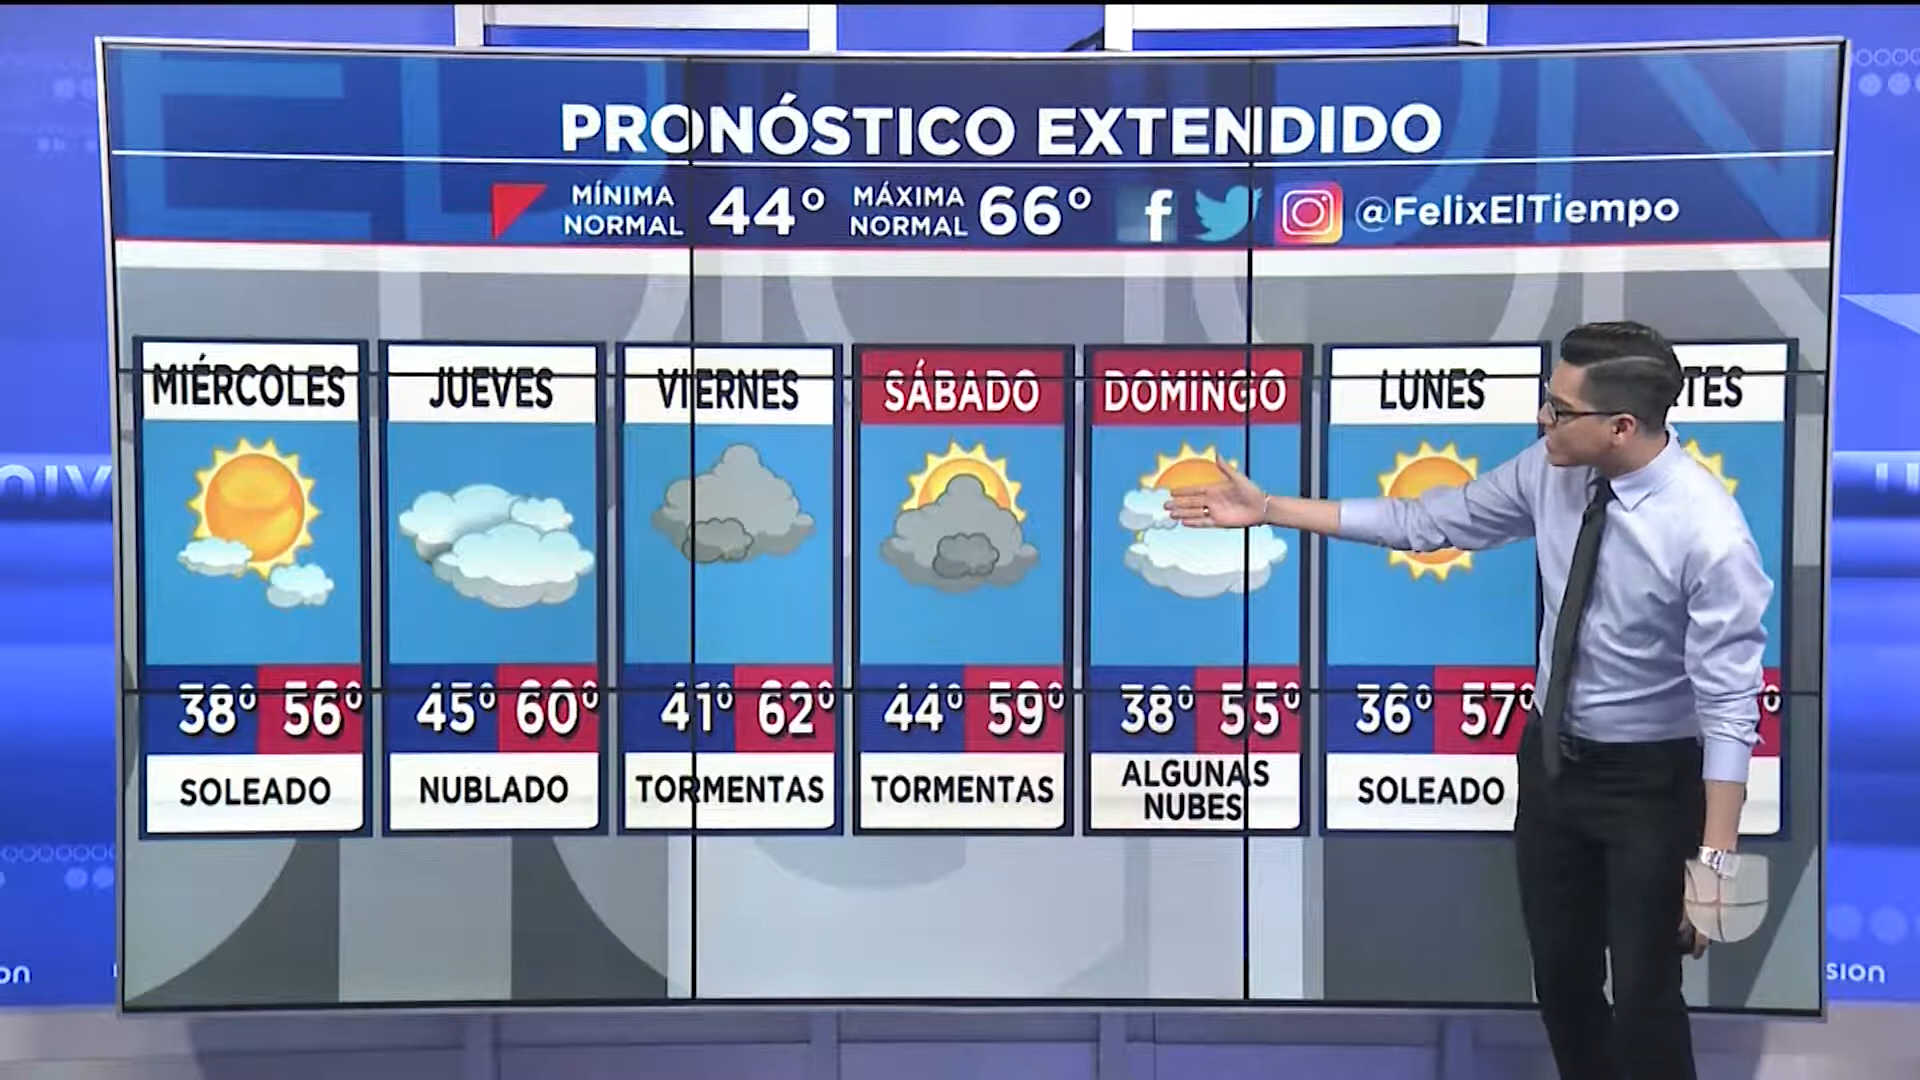 PRONÓSTICO EXTENDIDO
MÍNIMA NORMAL 44° MÁXIMA NORMAL 66° @FelixElTiempo
MIÉRCOLES JUEVES VIERNES SÁBADO DOMINGO LUNES
38° 56° 45° 60° 41° 62° 44° 59° 38° 55° 36° 57°
SOLEADO NUBLADO TORMENTAS TORMENTAS ALGUNAS NUBES SOLEADO